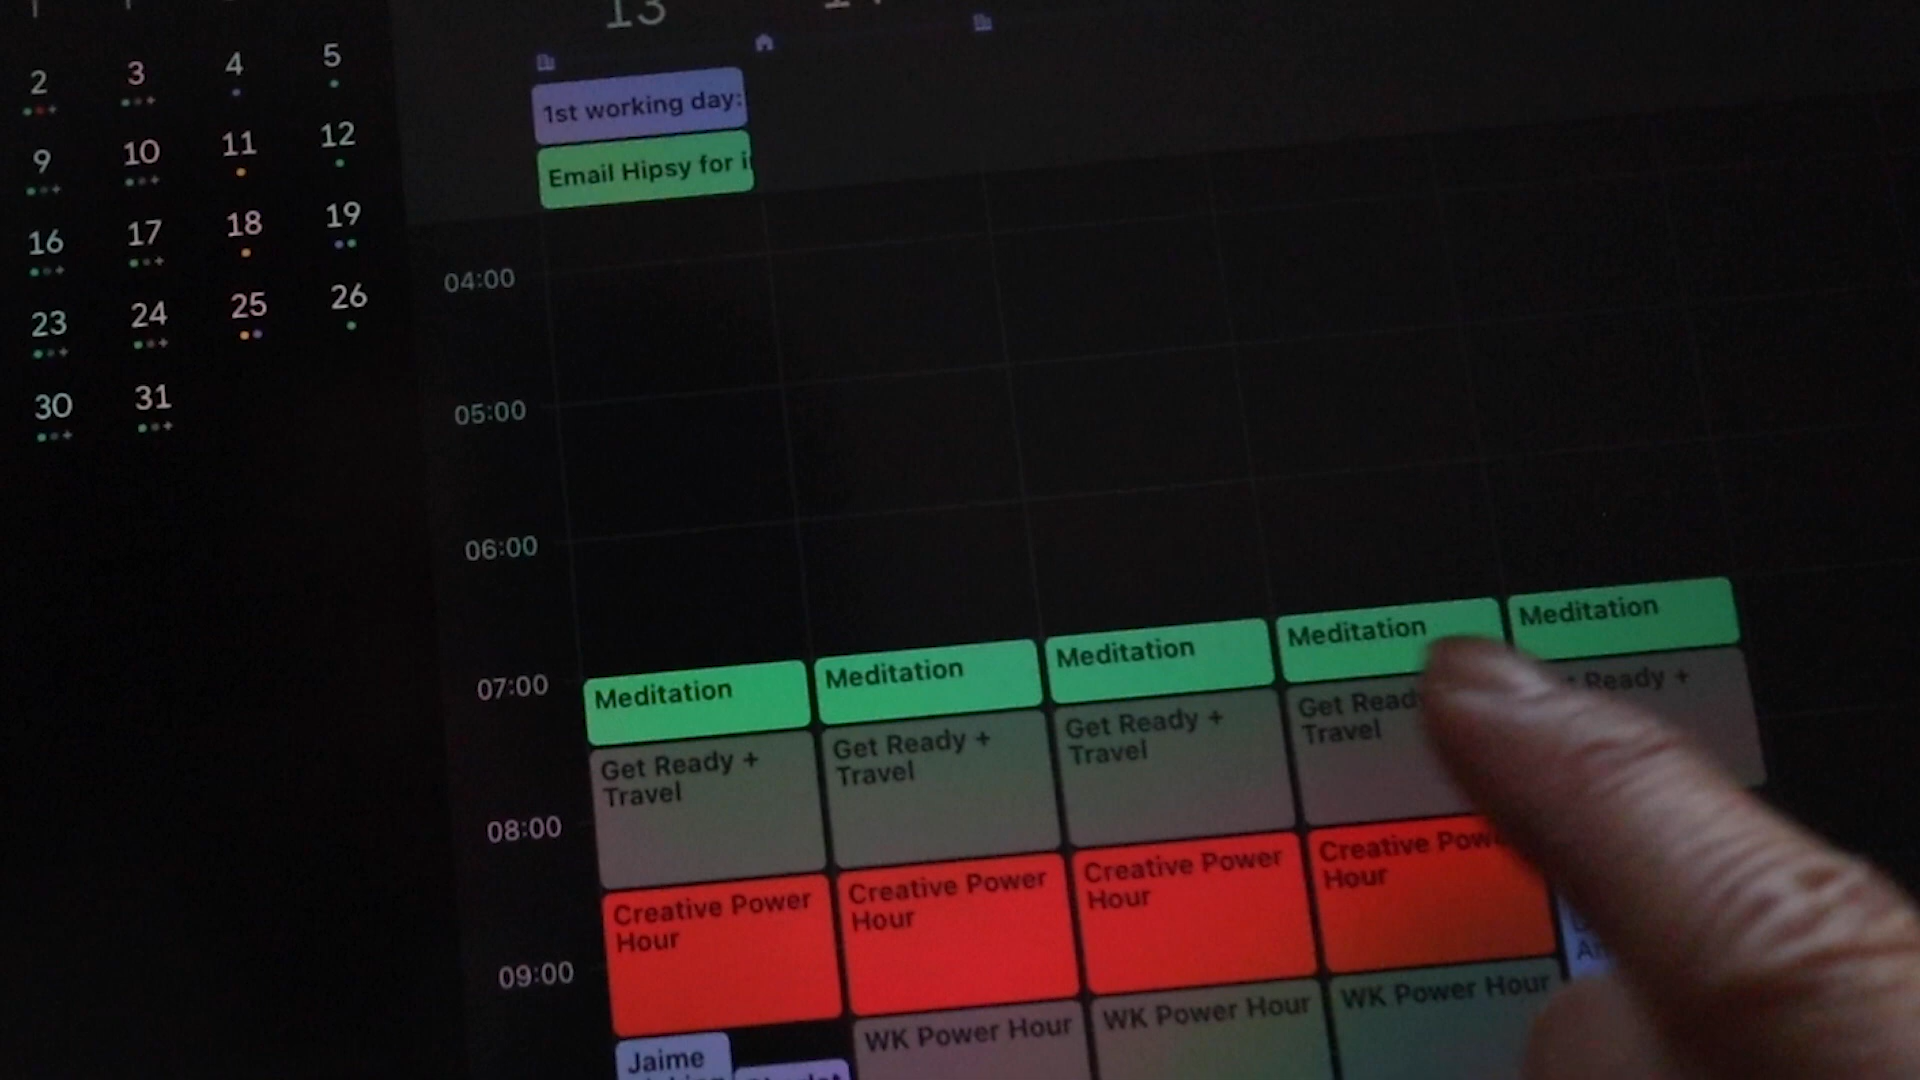 13
2 3 4 5
9 10 11 12
16 17 18 19
23 24 25 26
30 31
1st working day:
Email Hipsy for
04:00
05:00
06:00
07:00
08:00
09:00
Meditation
Get Ready +
Travel
Creative Power
Hour
Jaime
Meditation
Get Ready +
Travel
Creative Power
Hour
WK Power Hour
Meditation
Get Ready +
Travel
Creative Power
Hour
WK Power Hour
Meditation
Get Ready
Travel
Creative
Hour
WK Power Hour
Meditation
Ready +